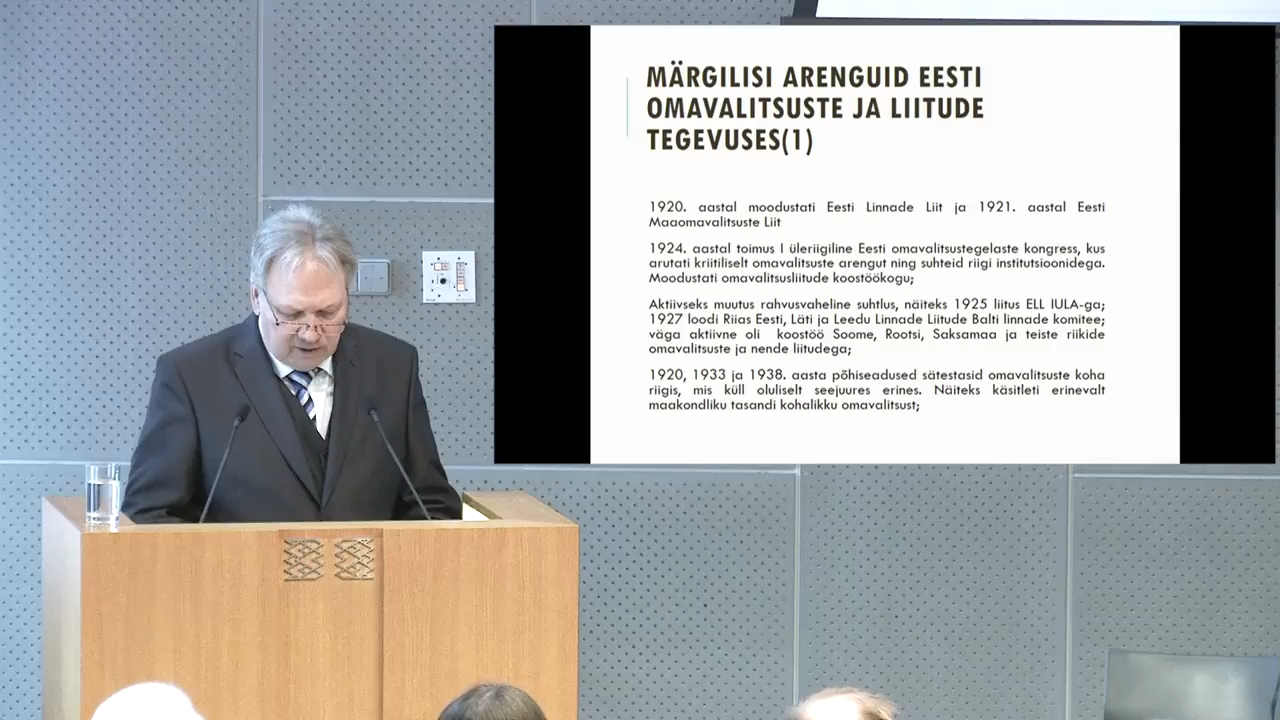 MÄRGILISI ARENGUID EESTI
OMAVALITSUSTE JA LIITUDE
TEGEVUSES(1)
1920. aastal moodustati Eesti Linnade Liit ja 1921. aastal Eesti
Maaomavalitsuste Liit
1924. aastal toimus I üleriigiline Eesti omavalitsustegelaste kongress, kus
arutati kriitiliselt omavalitsuste arengut ning suhteid riigi institutsioonidega.
Moodustati omavalitsusliitude koostöökogu;
Aktiivseks muutus rahvusvaheline suhtlus, näiteks 1925 liitus ELL IULA-ga;
1927 loodi Riias Eesti, Läti ja Leedu Linnade Liitude Balti linnade komitee;
väga aktiivne oli koostöö Soome, Rootsi, Saksamaa ja teiste riikide
omavalitsuste ja nende liitudega;
1920, 1933 ja 1938. aasta põhiseadused sätestasid omavalitsuste koha
riigis, mis küll oluliselt seejuures erines. Näiteks käsitleti erinevalt
maakondliku tasandi kohalikku omavalitsust;